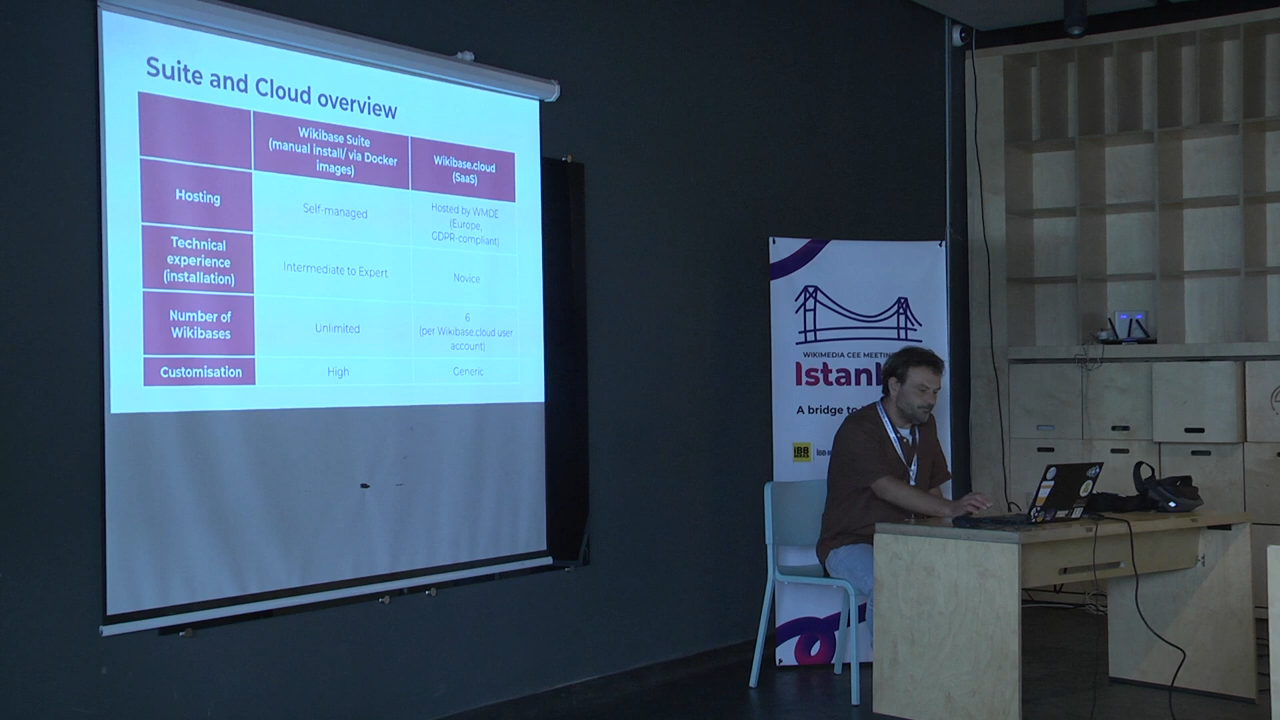 Suite and Cloud overview
Wikibase Suite
(manual install/ via Docker
images)
Wikibase.cloud
(SaaS)
Hosting
Self-managed
Hosted by WMDE
(Europe,
GDPR-compliant)
Technical
experience
(installation)
Intermediate to Expert
Novice
Number of
Wikibases
Unlimited
6
(per Wikibase.cloud user
account)
Customisation
High
Generic
WIKIMEDIA CEE MEETING
Istan
A bridge to
İBB